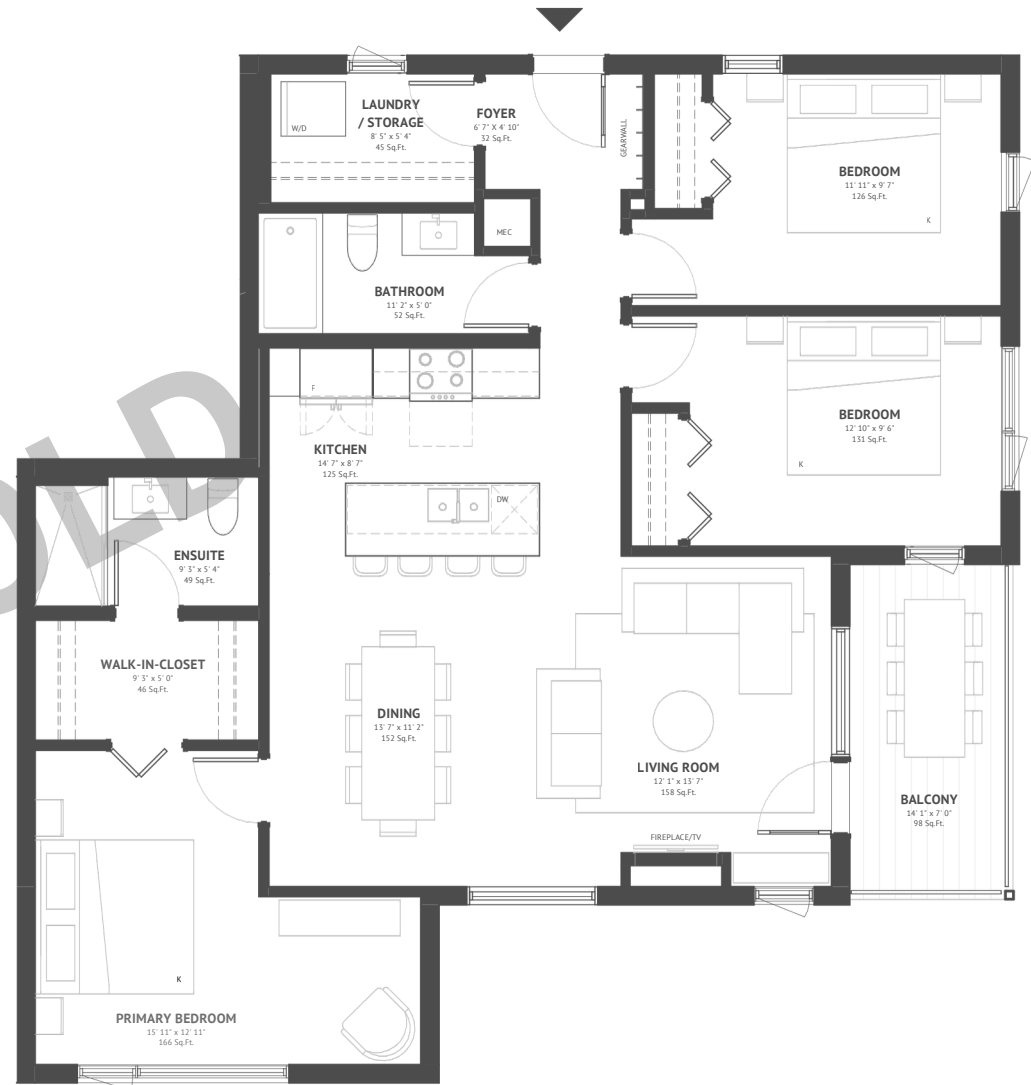 LAUNDRY
/ STORAGE
8' 5" x 5' 4"
45 Sq.Ft.
W/D
FOYER
6' 7" X 4' 10"
32 Sq.Ft.
GEARWALL
BEDROOM
11' 11" x 9' 7"
126 Sq.Ft.
K
MEC
BATHROOM
11' 2" x 5' 0"
52 Sq.Ft.
BEDROOM
12' 10" x 9' 6"
131 Sq.Ft.
K
F
KITCHEN
14' 7" x 8' 7"
125 Sq.Ft.
DW
OLD
ENSUITE
9' 3" x 5' 4"
49 Sq.Ft.
WALK-IN-CLOSET
9' 3" x 5' 0"
46 Sq.Ft.
DINING
13' 7" x 11' 2"
152 Sq.Ft.
LIVING ROOM
12' 1" x 13' 7"
158 Sq.Ft.
BALCONY
14' 1" x 7' 0"
98 Sq.Ft.
FIREPLACE/TV
K
PRIMARY BEDROOM
15' 11" x 12' 11"
166 Sq.Ft.